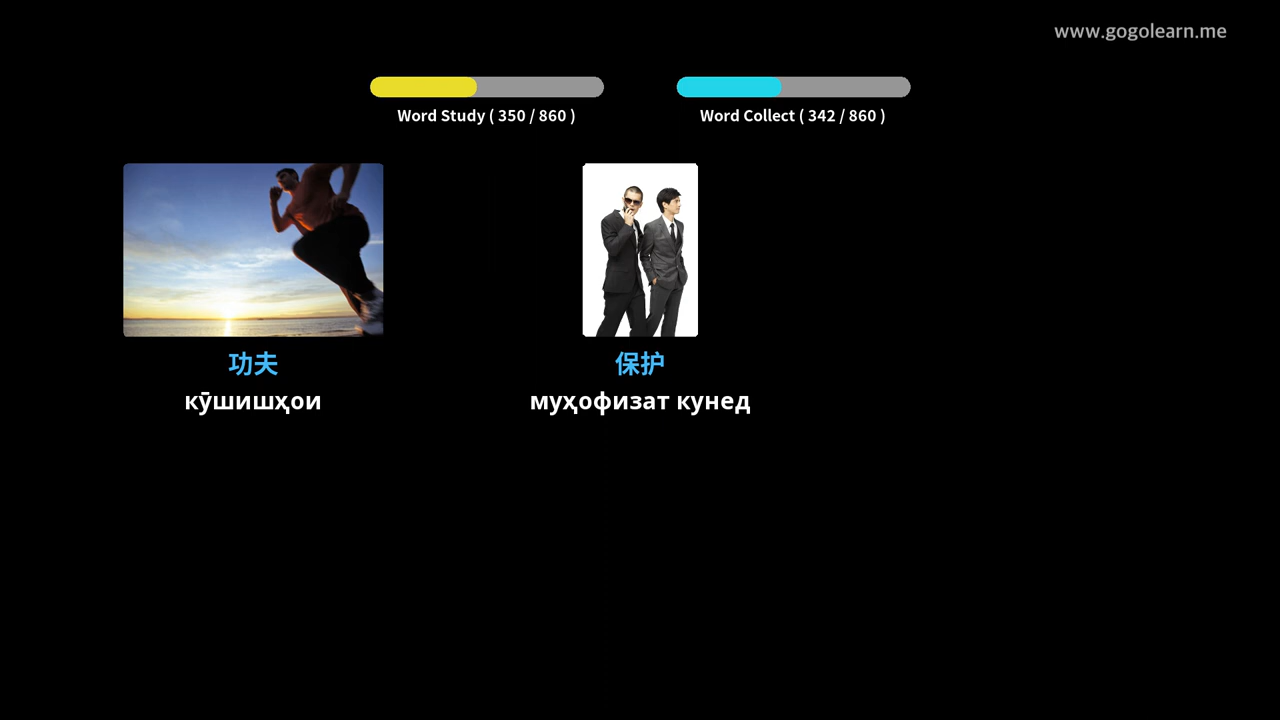 www.gogolearn.me
Word Study ( 350 / 860 )
Word Collect ( 342 / 860 )
功夫
кӯшишҳои
保护
муҳофизат кунед